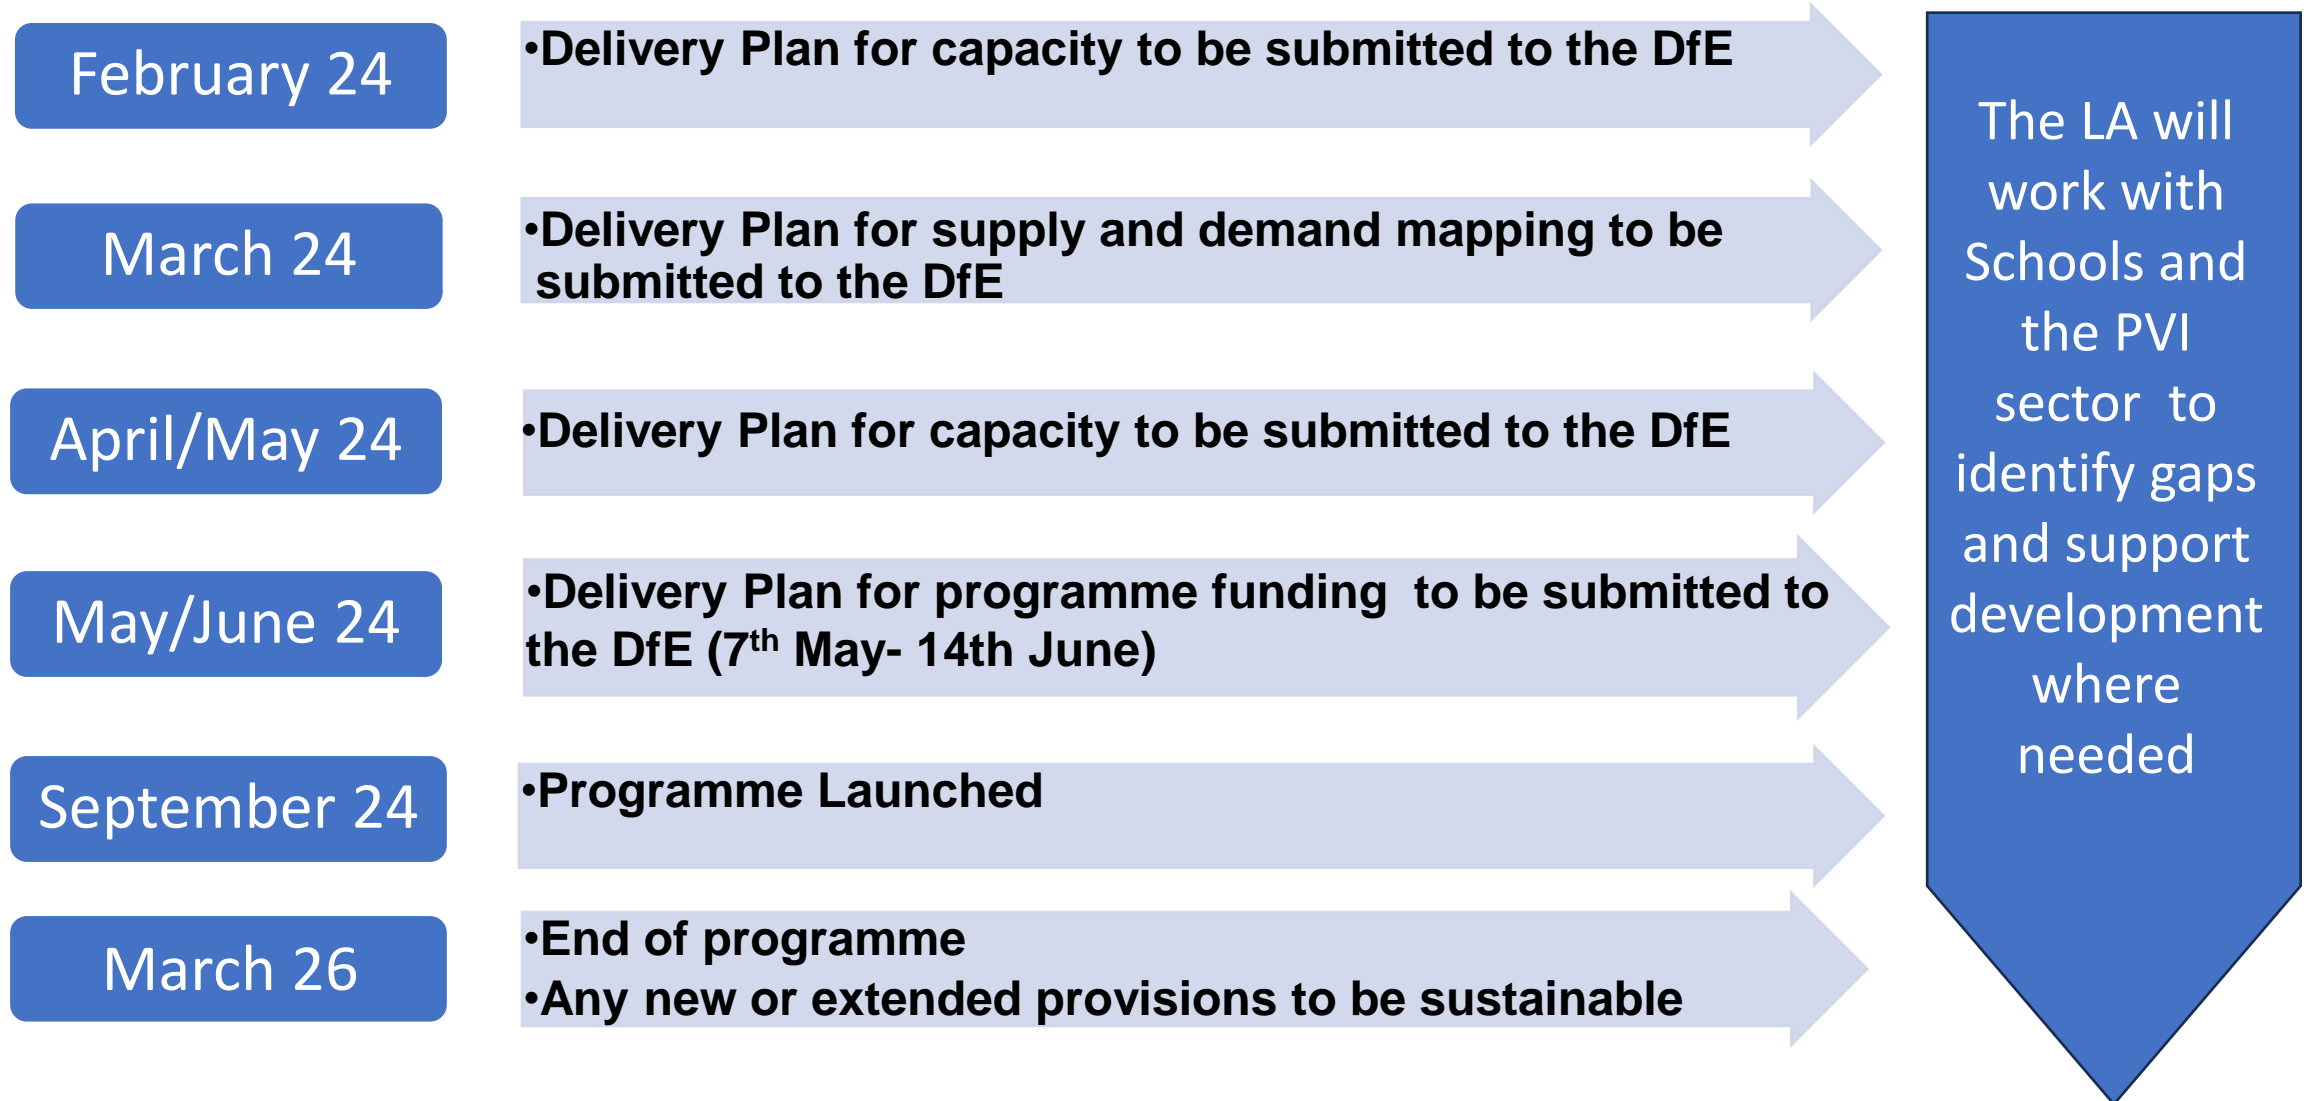 February 24
•Delivery Plan for capacity to be submitted to the DfE
March 24
•Delivery Plan for supply and demand mapping to be
submitted to the DfE
April/May 24
•Delivery Plan for capacity to be submitted to the DfE
May/June 24
•Delivery Plan for programme funding  to be submitted to
the DfE (7th May- 14th June)
September 24
•Programme Launched
March 26
•End of programme
•Any new or extended provisions to be sustainable
The LA will
work with
Schools and
the PVI
sector  to
identify gaps
and support
development
where
needed